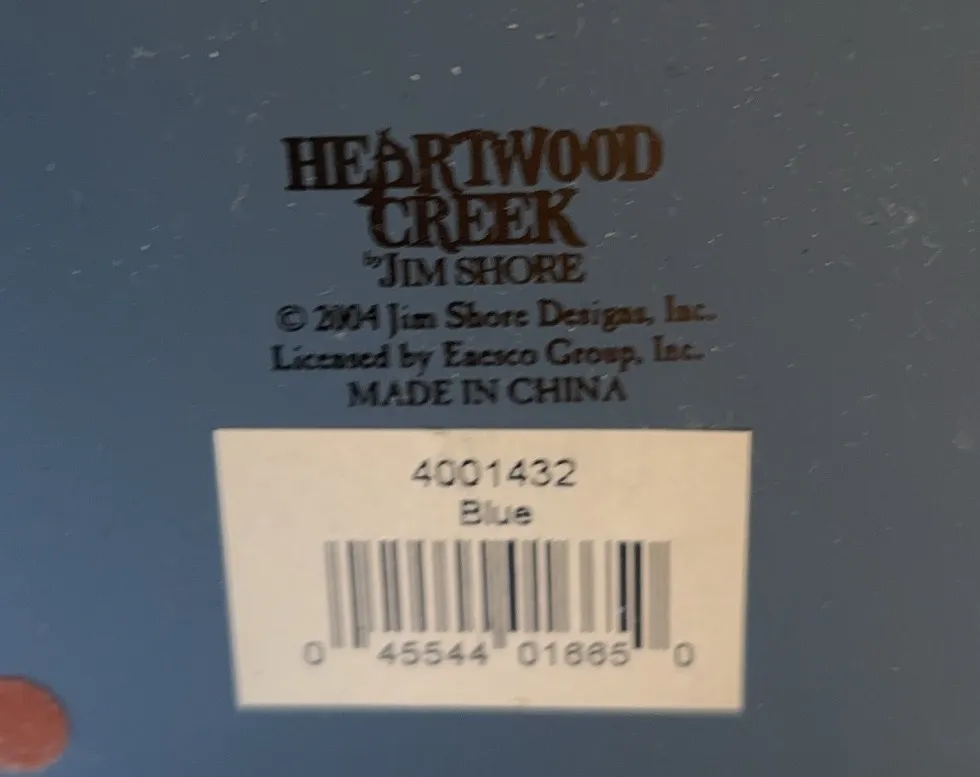 HEARTWOOD
CREEK
by JIM SHORE
© 2004 Jim Shore Designs, Inc.
Licensed by Enesco Group, Inc.
MADE IN CHINA
4001432
Blue
0 45544 01665 0